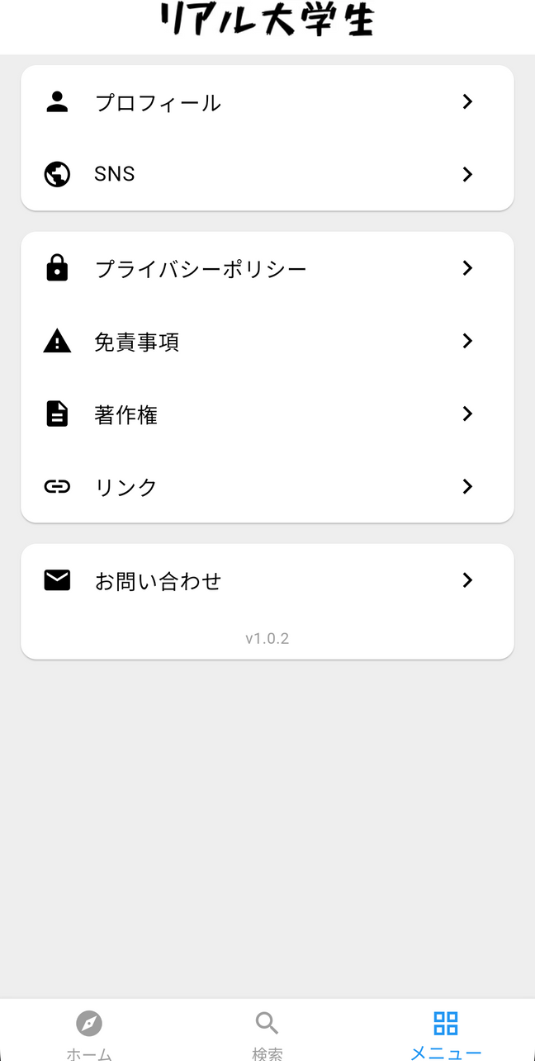 リアル大学生
プロフィール
SNS
プライバシーポリシー
免責事項
著作権
リンク
お問い合わせ
v1.0.2
ホーム
検索
メニュー